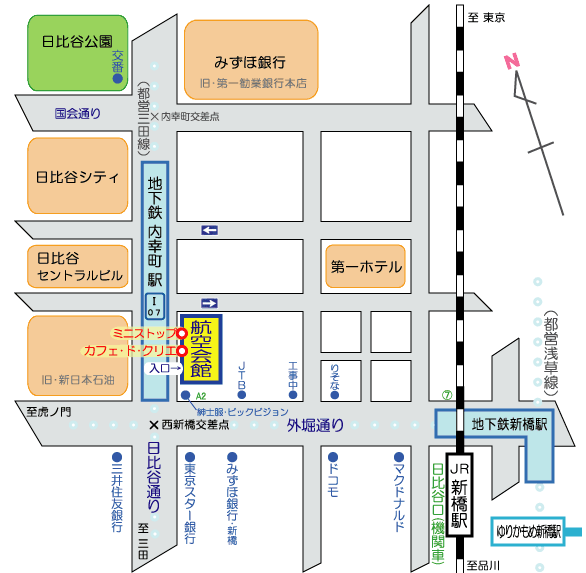 至 東京
日比谷公園
交番
みずほ銀行
旧・第一勧業銀行本店
N
国会通り
(都営三田線)
×内幸町交差点
日比谷シティ
地下鉄 内幸町 駅
I
07
日比谷
セントラルビル
第一ホテル
(都営浅草線)
ミニストップ
カフェ・ド・クリエ
航空会館
入口→
旧・新日本石油
A2
JTB
工事中
りそな
⑦
紳士服・ビックビジョン
至虎ノ門
×西新橋交差点
外堀通り
地下鉄新橋駅
日比谷通り
三井住友銀行
東京スター銀行
みずほ銀行・新橋
ドコモ
マクドナルド
日比谷口(機関車)
JR
新橋駅
ゆりかもめ新橋駅
至 三田
至品川